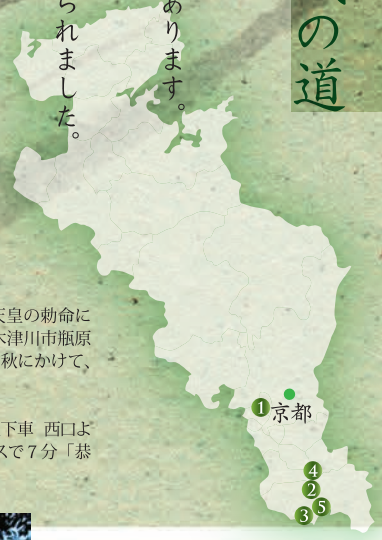 の道
あります。
られました。
天皇の勅命に
木津川市瓶原
秋にかけて、
下車 西口よ
スで7分「恭
1 京都
4
2
5
3